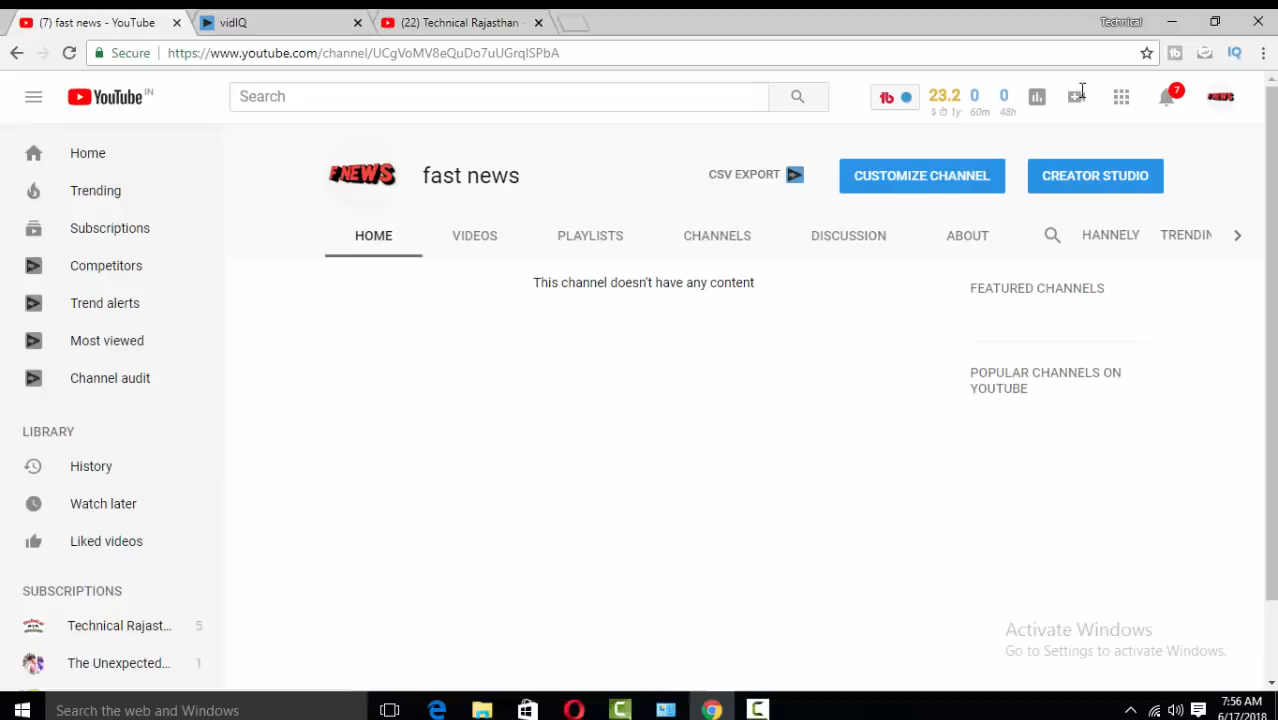 (7) fast news - YouTube
vidIQ
(22) Technical Rajasthan -
Technical
Secure
https://www.youtube.com/channel/UCgVoMV8eQuDo7uUGrqlSPbA
YouTube IN
Search
23.2 0 0
1y 60m 48h
7
F NEWS
fast news
CSV EXPORT
CUSTOMIZE CHANNEL
CREATOR STUDIO
HOME
VIDEOS
PLAYLISTS
CHANNELS
DISCUSSION
ABOUT
HANNELY
TRENDIN
This channel doesn't have any content
FEATURED CHANNELS
POPULAR CHANNELS ON
YOUTUBE
Home
Trending
Subscriptions
Competitors
Trend alerts
Most viewed
Channel audit
LIBRARY
History
Watch later
Liked videos
SUBSCRIPTIONS
Technical Rajast... 5
The Unexpected... 1
Activate Windows
Go to Settings to activate Windows.
Search the web and Windows
7:56 AM
6/17/2018